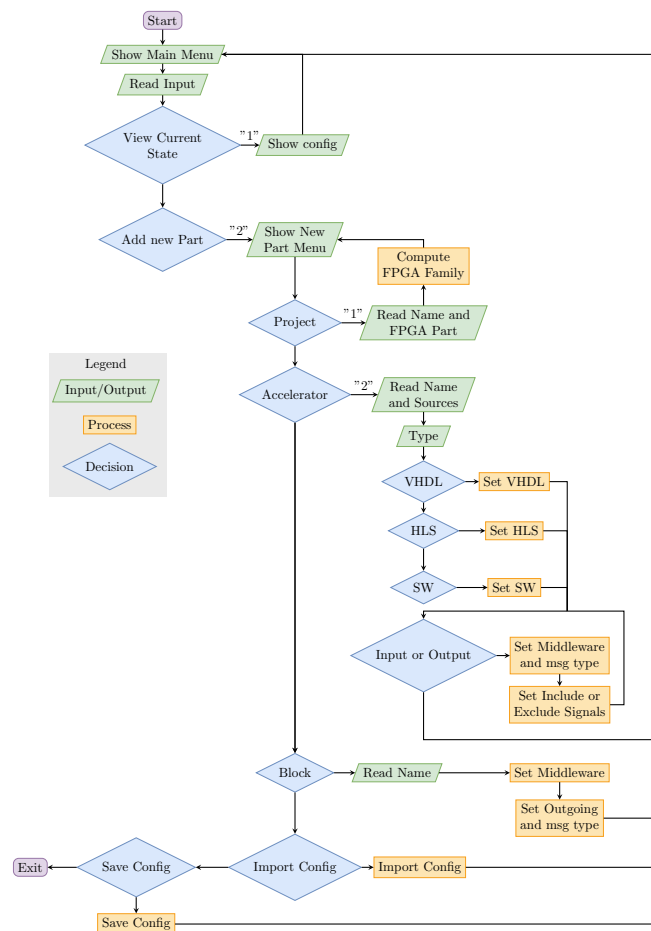 Start
Show Main Menu
Read Input
View Current
State
"1"
Show config
Add new Part
"2"
Show New
Part Menu
Compute
FPGA Family
Project
"1"
Read Name and
FPGA Part
Legend
Input/Output
Process
Decision
Accelerator
"2"
Read Name
and Sources
Type
VHDL
Set VHDL
HLS
Set HLS
SW
Set SW
Input or Output
Set Middleware
and msg type
Set Include or
Exclude Signals
Block
Read Name
Set Middleware
Set Outgoing
and msg type
Exit
Save Config
Import Config
Import Config
Save Config